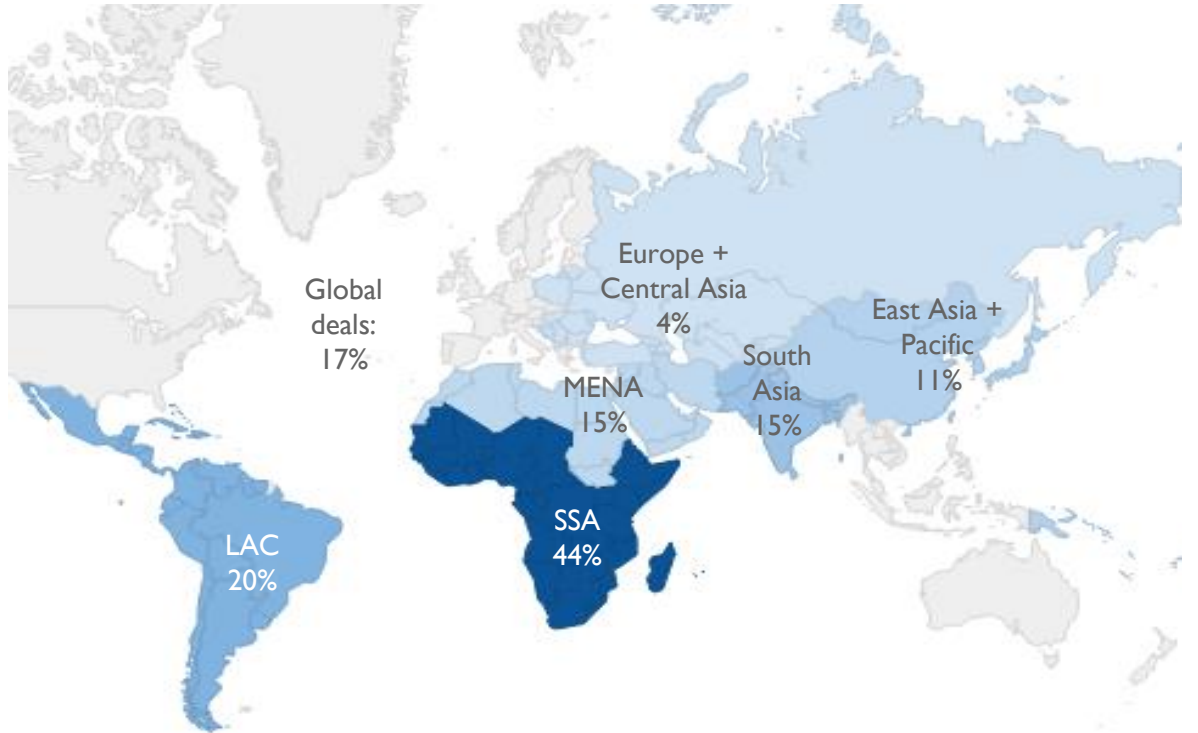 Global
deals:
17%
Europe +
Central Asia
4%
East Asia +
Pacific
11%
South
Asia
15%
MENA
15%
SSA
44%
LAC
20%